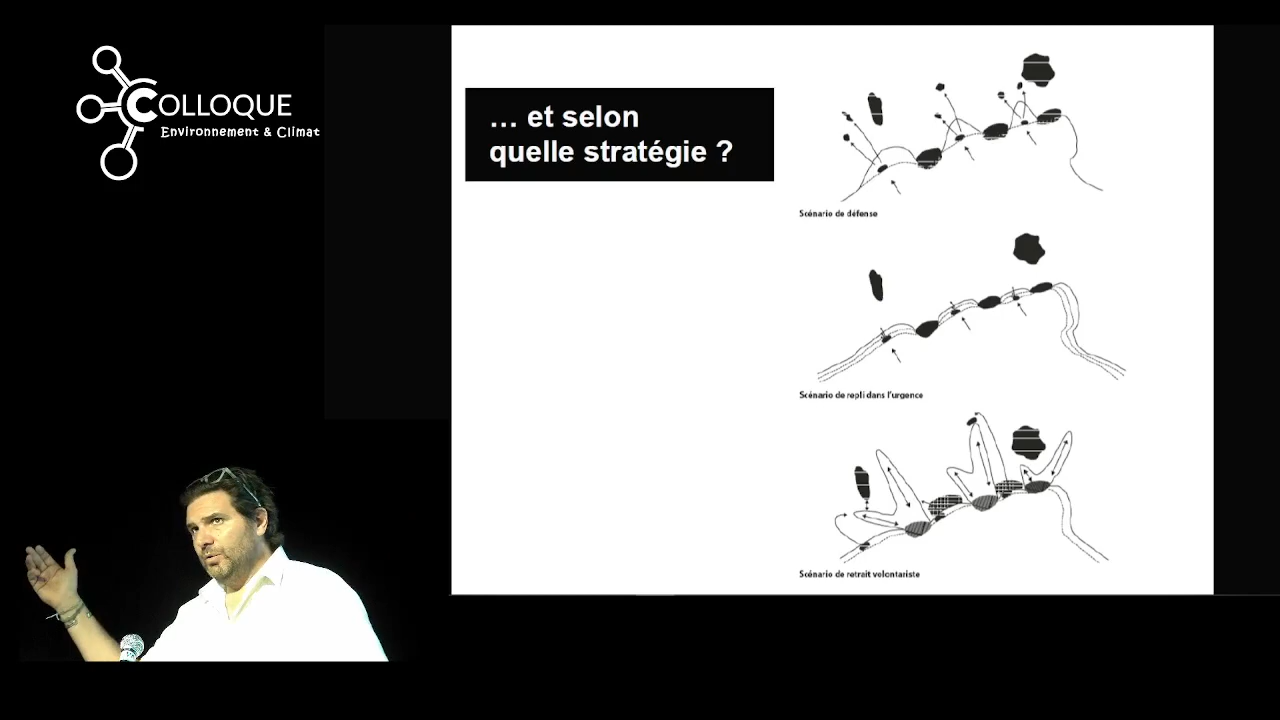 COLLOQUE
Environnement & Climat
… et selon
quelle stratégie ?
Scénario de défense
Scénario de repli dans l'urgence
Scénario de retrait volontariste